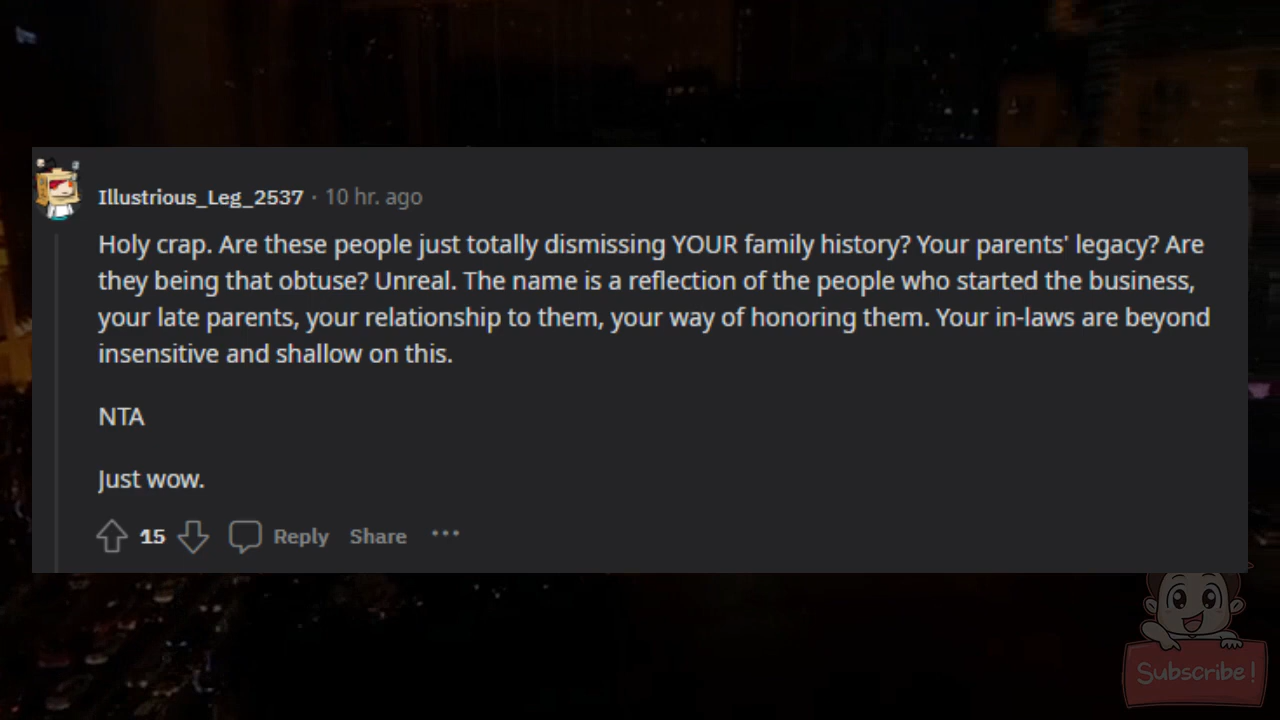 Illustrious_Leg_2537 · 10 hr. ago
Holy crap. Are these people just totally dismissing YOUR family history? Your parents' legacy? Are
they being that obtuse? Unreal. The name is a reflection of the people who started the business,
your late parents, your relationship to them, your way of honoring them. Your in-laws are beyond
insensitive and shallow on this.
NTA
Just wow.
15 Reply Share ···
Subscribe!